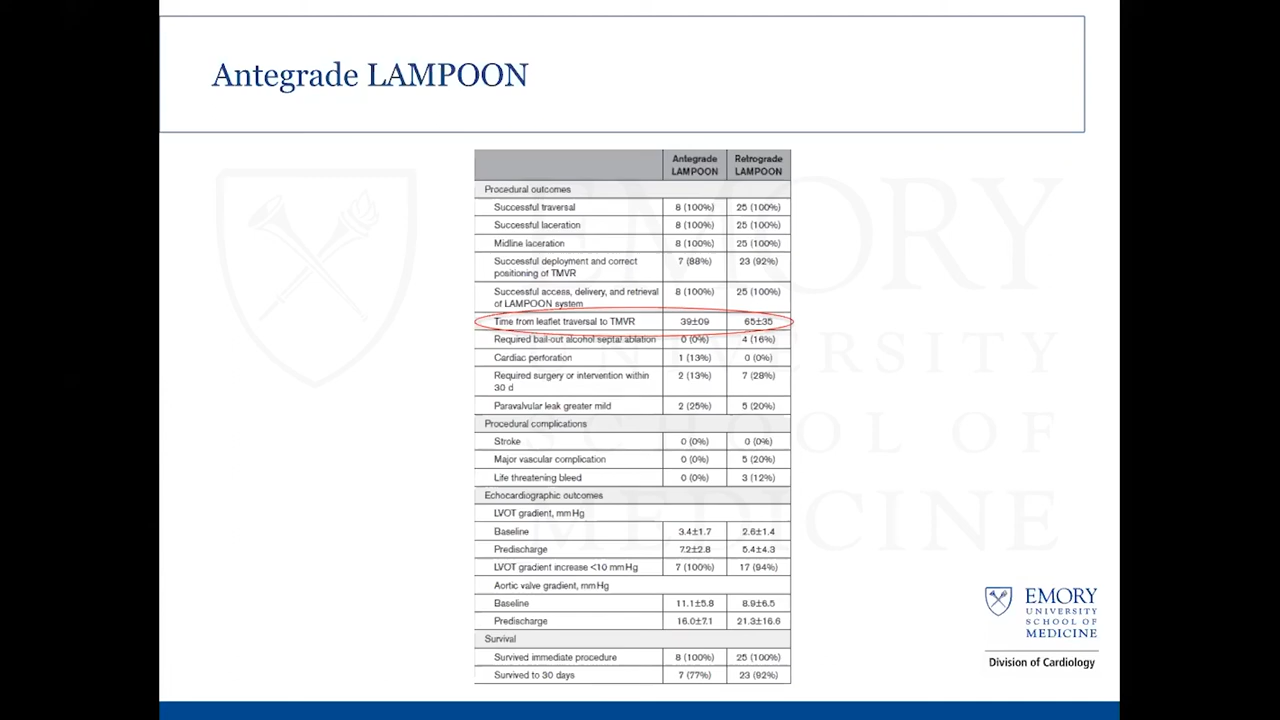 Antegrade LAMPOON
Antegrade LAMPOON Retrograde LAMPOON
Procedural outcomes
Successful traversal 8 (100%) 25 (100%)
Successful laceration 8 (100%) 25 (100%)
Midline laceration 8 (100%) 25 (100%)
Successful deployment and correct positioning of TMVR 7 (88%) 23 (92%)
Successful access, delivery, and retrieval of LAMPOON system 8 (100%) 25 (100%)
Time from leaflet traversal to TMVR 39±09 65±35
Required bail-out alcohol septal ablation 0 (0%) 4 (16%)
Cardiac perforation 1 (13%) 0 (0%)
Required surgery or intervention within 30 d 2 (13%) 7 (28%)
Paravalvular leak greater mild 2 (25%) 5 (20%)
Procedural complications
Stroke 0 (0%) 0 (0%)
Major vascular complication 0 (0%) 5 (20%)
Life threatening bleed 0 (0%) 3 (12%)
Echocardiographic outcomes
LVOT gradient, mm Hg
Baseline 3.4±1.7 2.6±1.4
Predischarge 7.2±2.8 5.4±4.3
LVOT gradient increase <10 mm Hg 7 (100%) 17 (94%)
Aortic valve gradient, mm Hg
Baseline 11.1±5.8 8.9±6.5
Predischarge 16.0±7.1 21.3±16.6
Survival
Survived immediate procedure 8 (100%) 25 (100%)
Survived to 30 days 7 (77%) 23 (92%)
EMORY
UNIVERSITY
SCHOOL OF
MEDICINE
EMORY
UNIVERSITY
SCHOOL OF
MEDICINE
Division of Cardiology